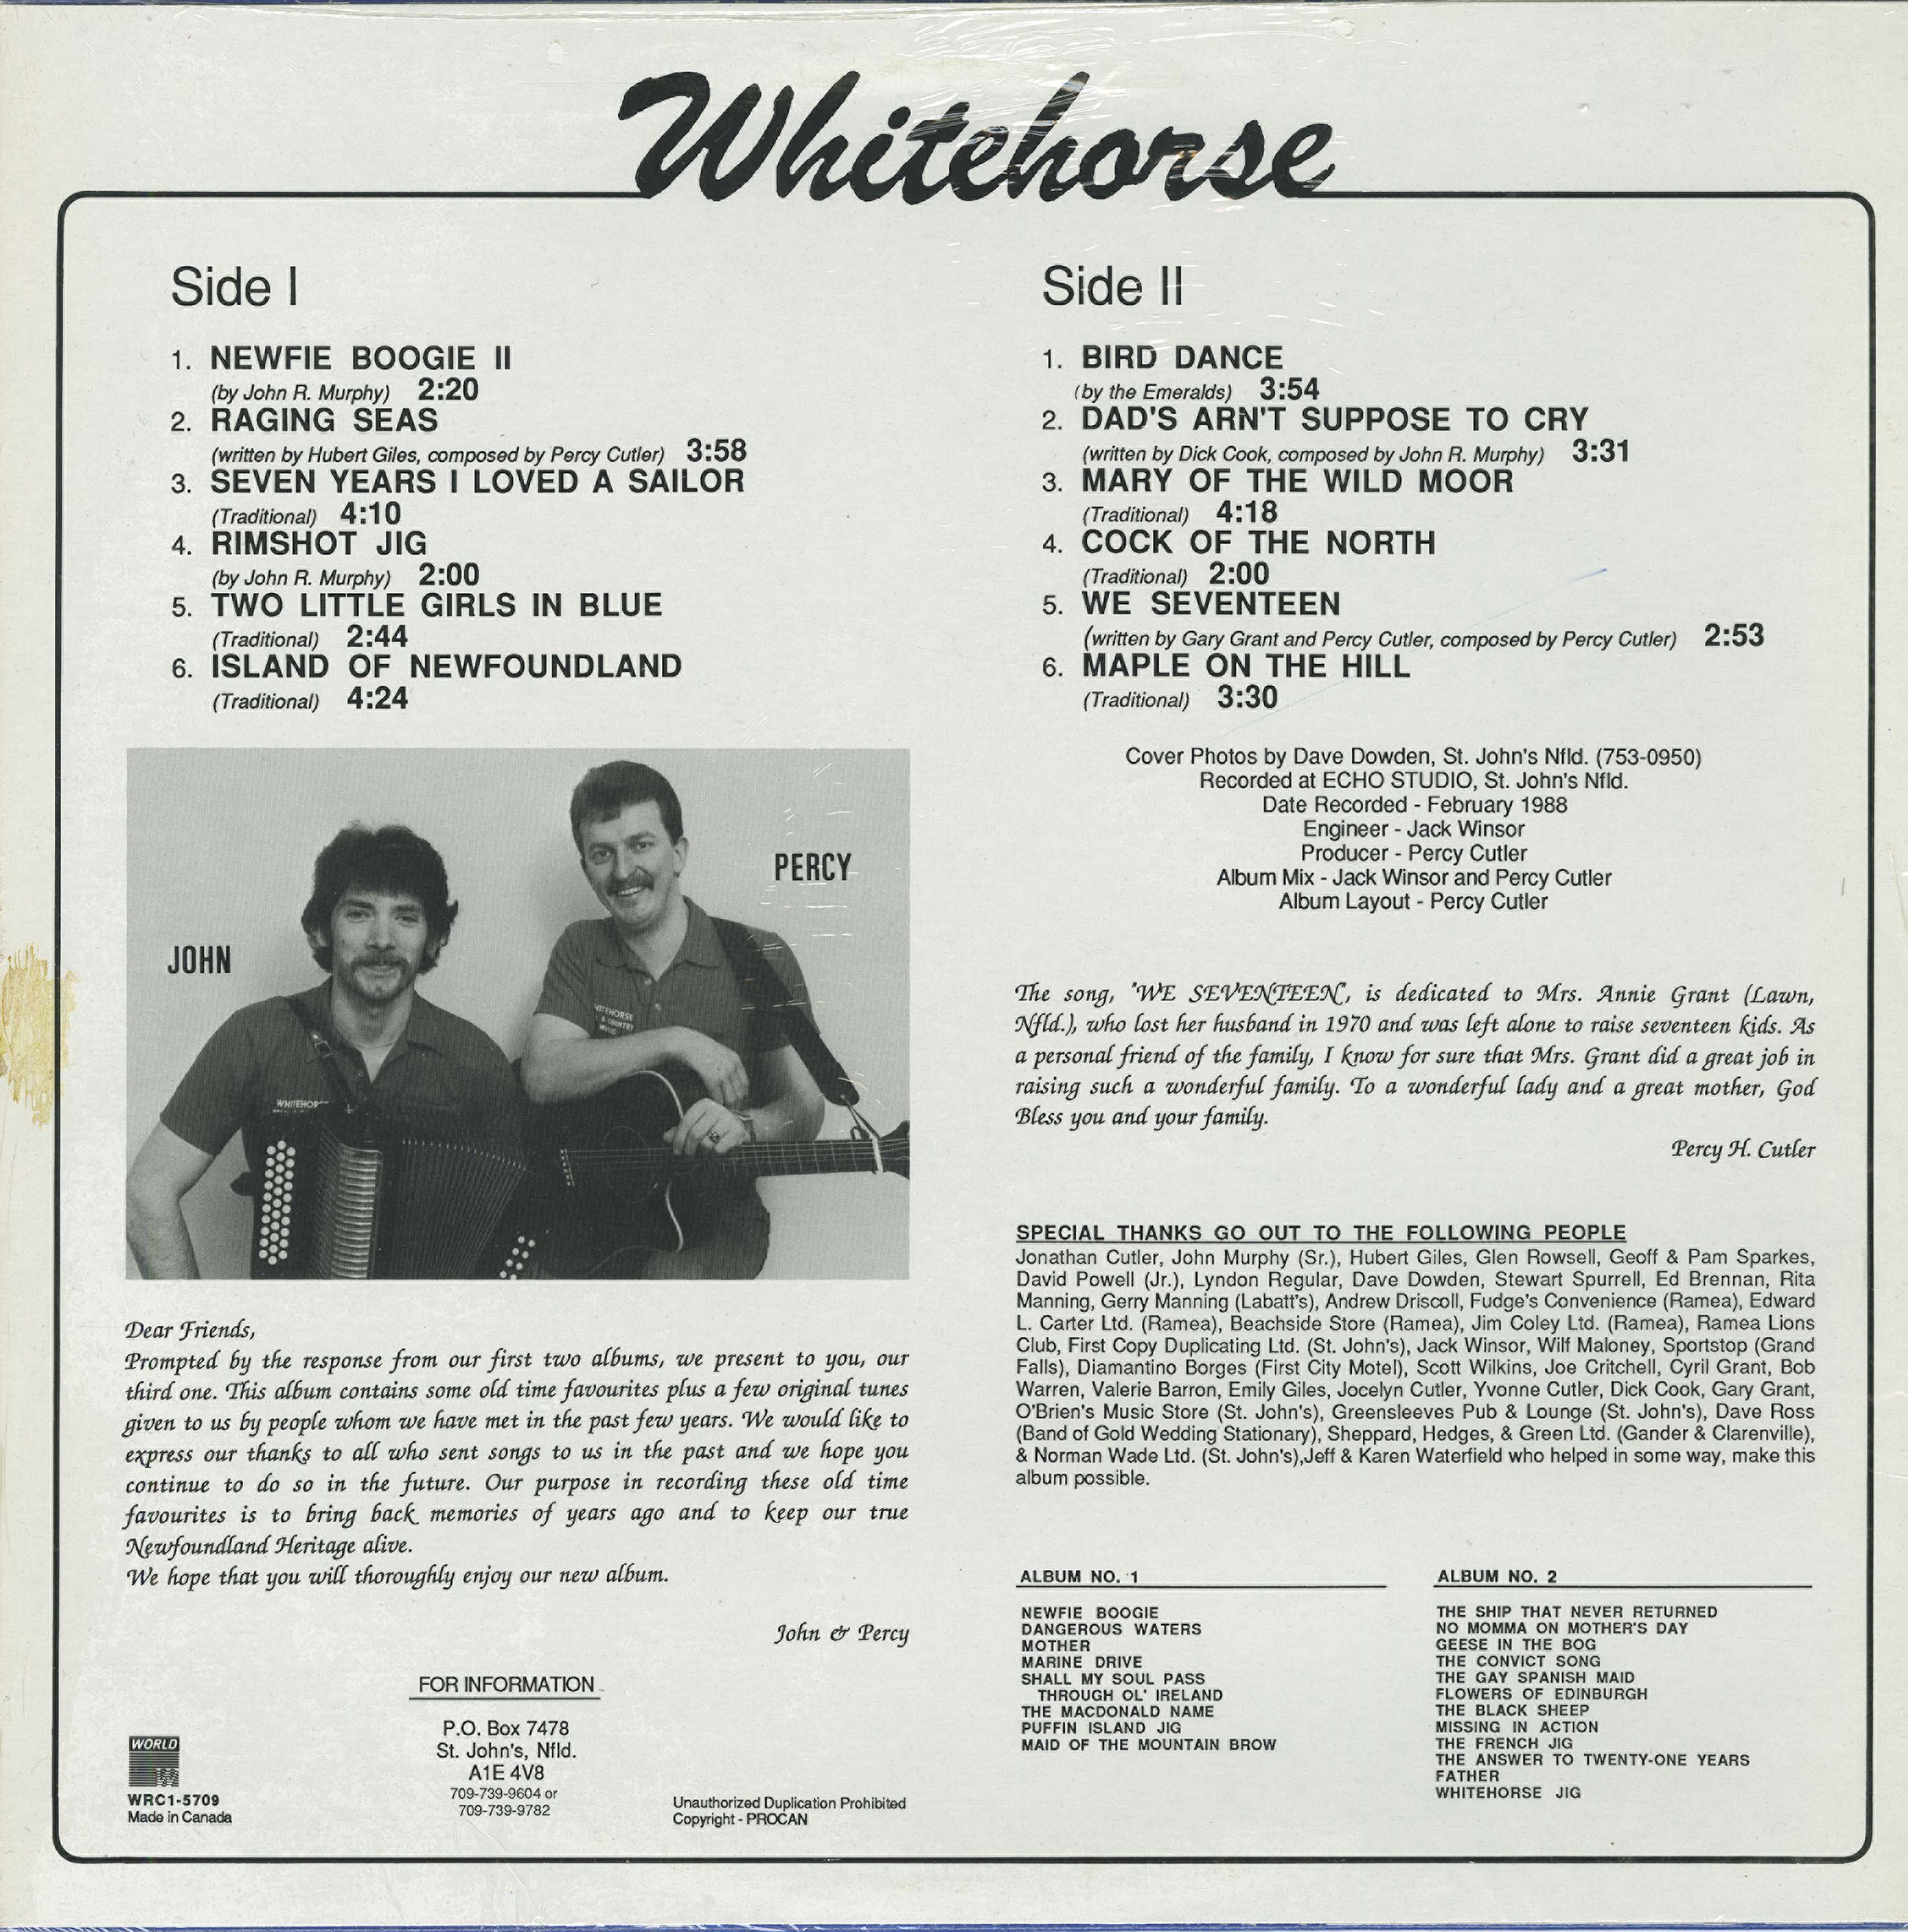 Whitehorse
Side I
1. NEWFIE BOOGIE II
(by John R. Murphy) 2:20
2. RAGING SEAS
(written by Hubert Giles, composed by Percy Cutler) 3:58
3. SEVEN YEARS I LOVED A SAILOR
(Traditional) 4:10
4. RIMSHOT JIG
(by John R. Murphy) 2:00
5. TWO LITTLE GIRLS IN BLUE
(Traditional) 2:44
6. ISLAND OF NEWFOUNDLAND
(Traditional) 4:24
JOHN
PERCY
WHITEHORSE
& COUNTRY
WHITEHOR
Dear Friends,
Prompted by the response from our first two albums, we present to you, our
third one. This album contains some old time favourites plus a few original tunes
given to us by people whom we have met in the past few years. We would like to
express our thanks to all who sent songs to us in the past and we hope you
continue to do so in the future. Our purpose in recording these old time
favourites is to bring back memories of years ago and to keep our true
Newfoundland Heritage alive.
We hope that you will thoroughly enjoy our new album.
John & Percy
FOR INFORMATION
P.O. Box 7478
St. John's, Nfld.
A1E 4V8
709-739-9604 or
709-739-9782
WORLD
WRC1-5709
Made in Canada
Unauthorized Duplication Prohibited
Copyright - PROCAN
Side II
1. BIRD DANCE
(by the Emeralds) 3:54
2. DAD'S ARN'T SUPPOSE TO CRY
(written by Dick Cook, composed by John R. Murphy) 3:31
3. MARY OF THE WILD MOOR
(Traditional) 4:18
4. COCK OF THE NORTH
(Traditional) 2:00
5. WE SEVENTEEN
(written by Gary Grant and Percy Cutler, composed by Percy Cutler) 2:53
6. MAPLE ON THE HILL
(Traditional) 3:30
Cover Photos by Dave Dowden, St. John's Nfld. (753-0950)
Recorded at ECHO STUDIO, St. John's Nfld.
Date Recorded - February 1988
Engineer - Jack Winsor
Producer - Percy Cutler
Album Mix - Jack Winsor and Percy Cutler
Album Layout - Percy Cutler
The song, "WE SEVENTEEN", is dedicated to Mrs. Annie Grant (Lawn,
Nfld.), who lost her husband in 1970 and was left alone to raise seventeen kids. As
a personal friend of the family, I know for sure that Mrs. Grant did a great job in
raising such a wonderful family. To a wonderful lady and a great mother, God
Bless you and your family.
Percy H. Cutler
SPECIAL THANKS GO OUT TO THE FOLLOWING PEOPLE
Jonathan Cutler, John Murphy (Sr.), Hubert Giles, Glen Rowsell, Geoff & Pam Sparkes,
David Powell (Jr.), Lyndon Regular, Dave Dowden, Stewart Spurrell, Ed Brennan, Rita
Manning, Gerry Manning (Labatt's), Andrew Driscoll, Fudge's Convenience (Ramea), Edward
L. Carter Ltd. (Ramea), Beachside Store (Ramea), Jim Coley Ltd. (Ramea), Ramea Lions
Club, First Copy Duplicating Ltd. (St. John's), Jack Winsor, Wilf Maloney, Sportstop (Grand
Falls), Diamantino Borges (First City Motel), Scott Wilkins, Joe Critchell, Cyril Grant, Bob
Warren, Valerie Barron, Emily Giles, Jocelyn Cutler, Yvonne Cutler, Dick Cook, Gary Grant,
O'Brien's Music Store (St. John's), Greensleeves Pub & Lounge (St. John's), Dave Ross
(Band of Gold Wedding Stationary), Sheppard, Hedges, & Green Ltd. (Gander & Clarenville),
& Norman Wade Ltd. (St. John's),Jeff & Karen Waterfield who helped in some way, make this
album possible.
ALBUM NO. 1
NEWFIE BOOGIE
DANGEROUS WATERS
MOTHER
MARINE DRIVE
SHALL MY SOUL PASS
THROUGH OL' IRELAND
THE MACDONALD NAME
PUFFIN ISLAND JIG
MAID OF THE MOUNTAIN BROW
ALBUM NO. 2
THE SHIP THAT NEVER RETURNED
NO MOMMA ON MOTHER'S DAY
GEESE IN THE BOG
THE CONVICT SONG
THE GAY SPANISH MAID
FLOWERS OF EDINBURGH
THE BLACK SHEEP
MISSING IN ACTION
THE FRENCH JIG
THE ANSWER TO TWENTY-ONE YEARS
FATHER
WHITEHORSE JIG